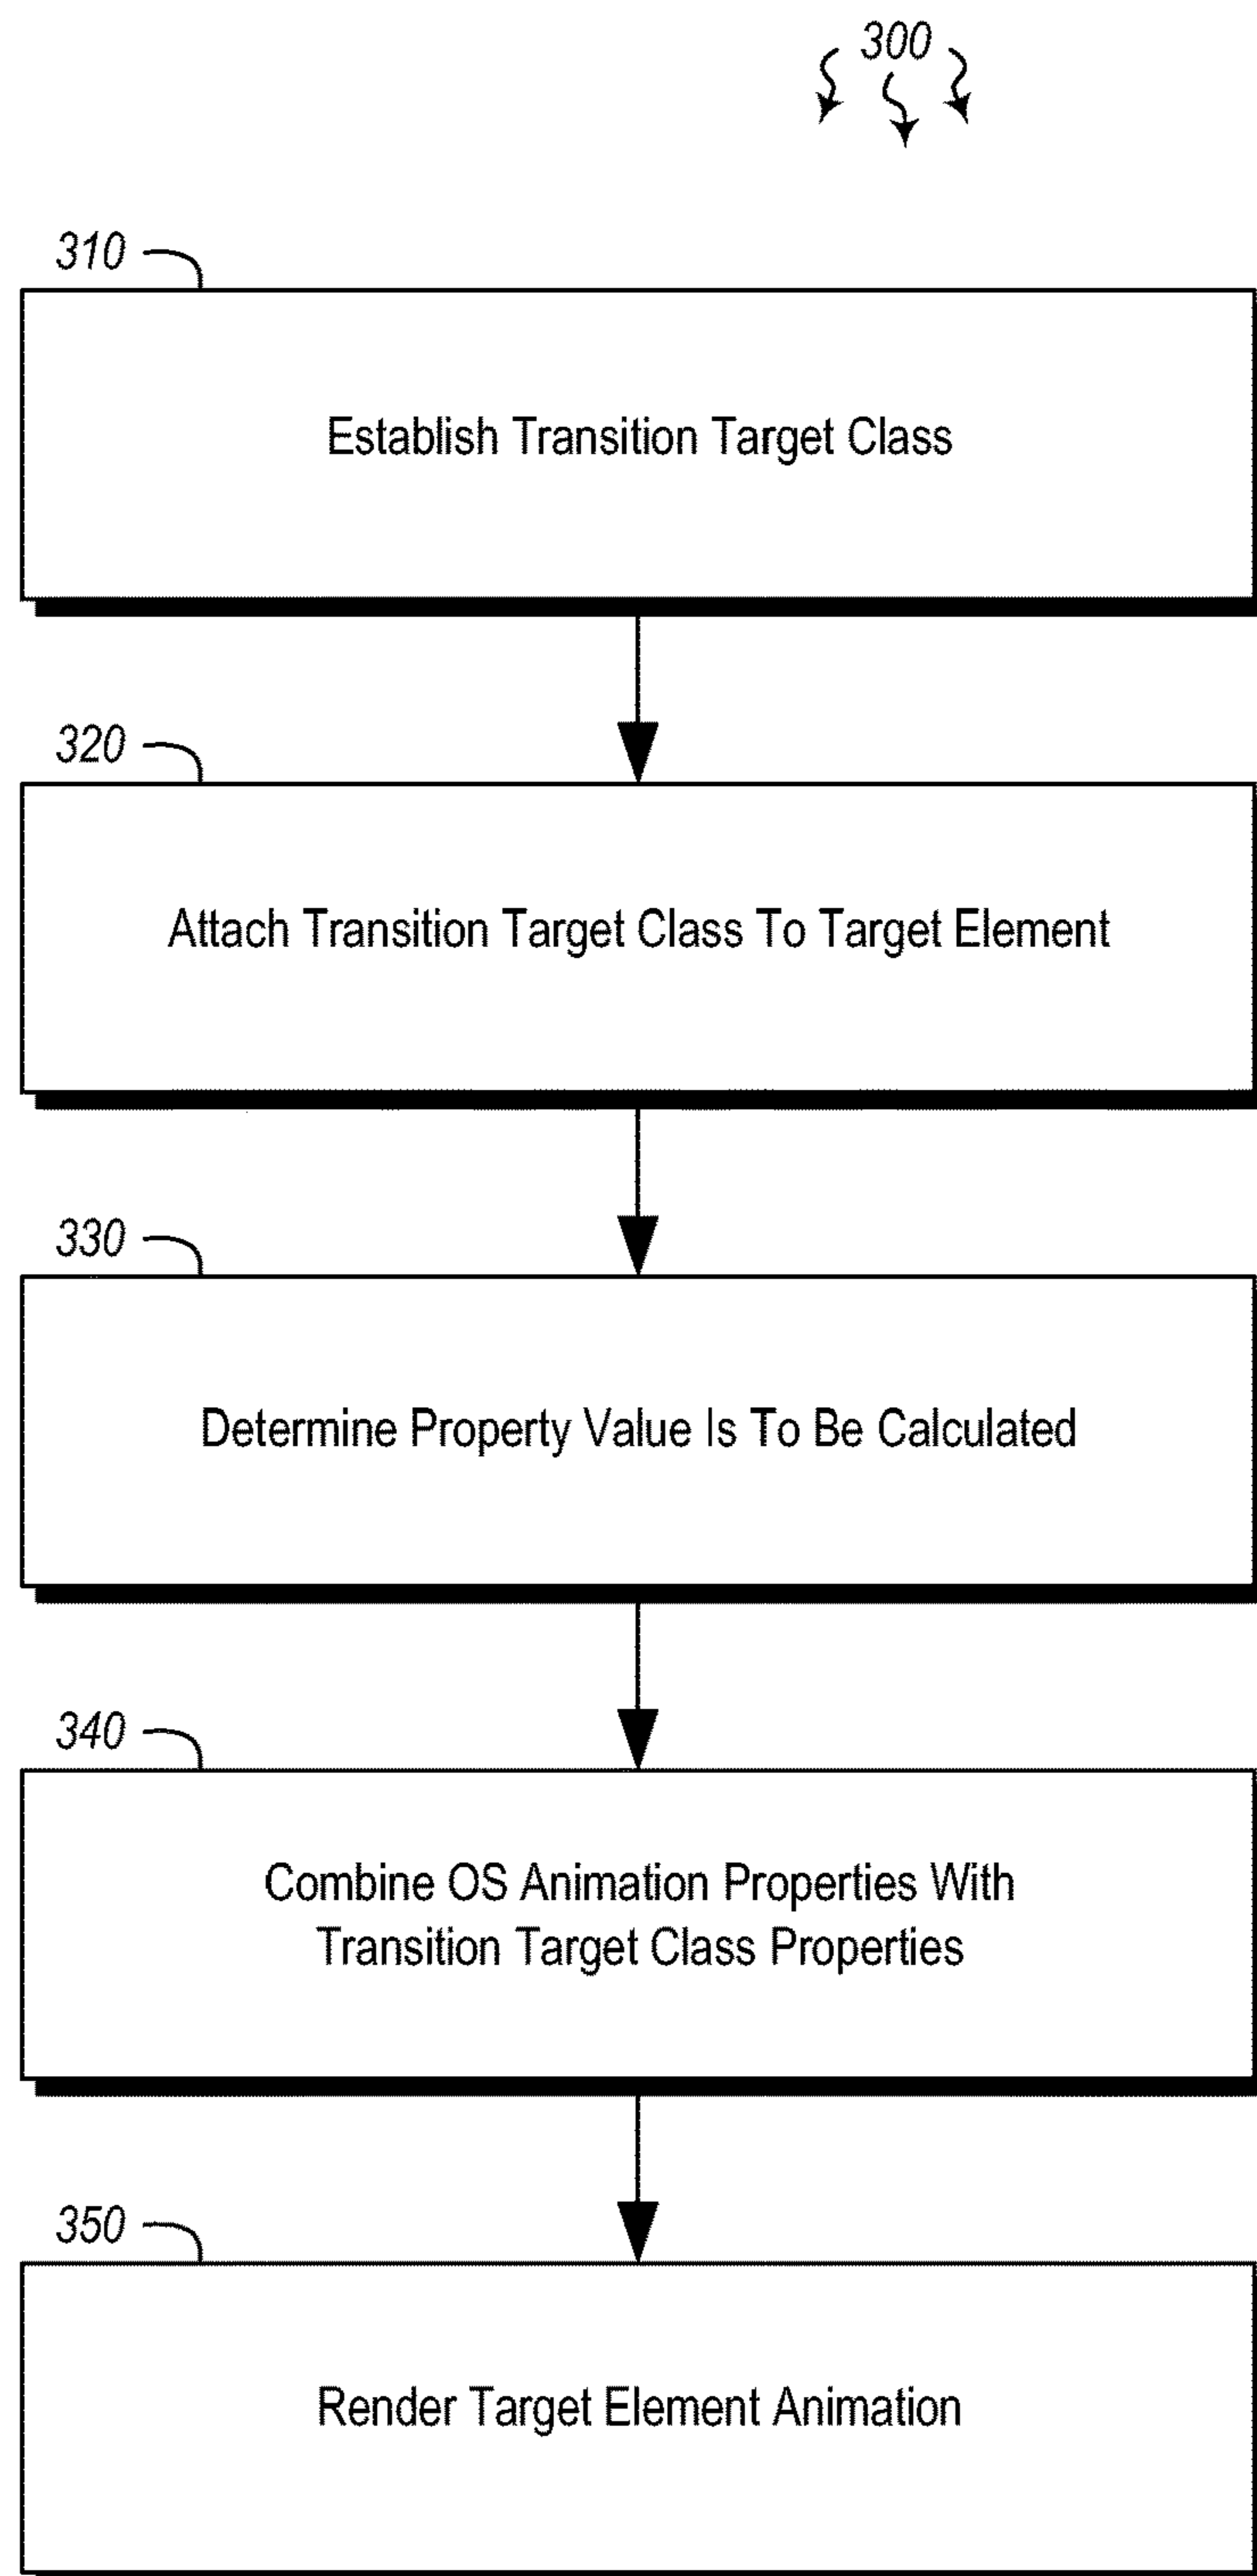 300
310
Establish Transition Target Class
320
Attach Transition Target Class To Target Element
330
Determine Property Value Is To Be Calculated
340
Combine OS Animation Properties With
Transition Target Class Properties
350
Render Target Element Animation